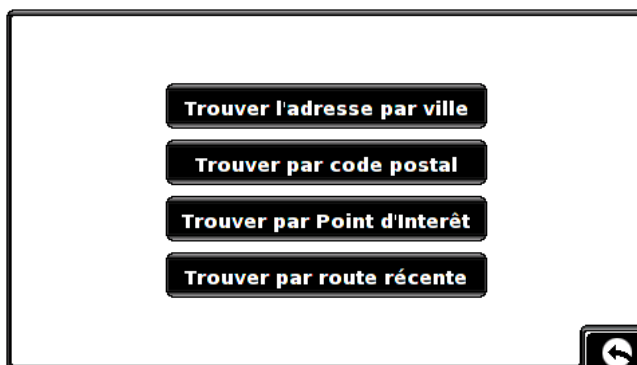 Trouver l'adresse par ville
Trouver par code postal
Trouver par Point d'Interêt
Trouver par route récente